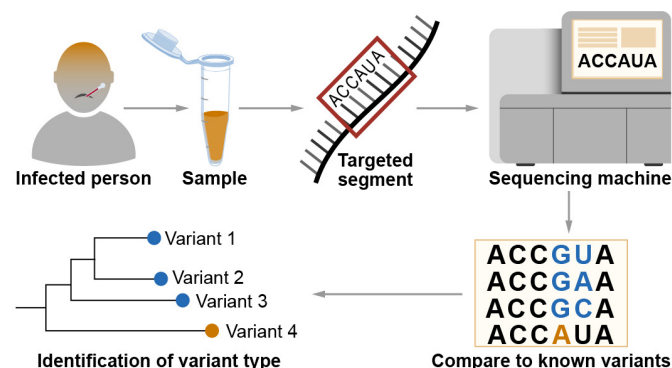 ACCAUA
ACCAUA
Infected person
Sample
Targeted
segment
Sequencing machine
Variant 1
Variant 2
Variant 3
Variant 4
Identification of variant type
ACCGUA
ACCGAA
ACCGCA
ACCAUA
Compare to known variants